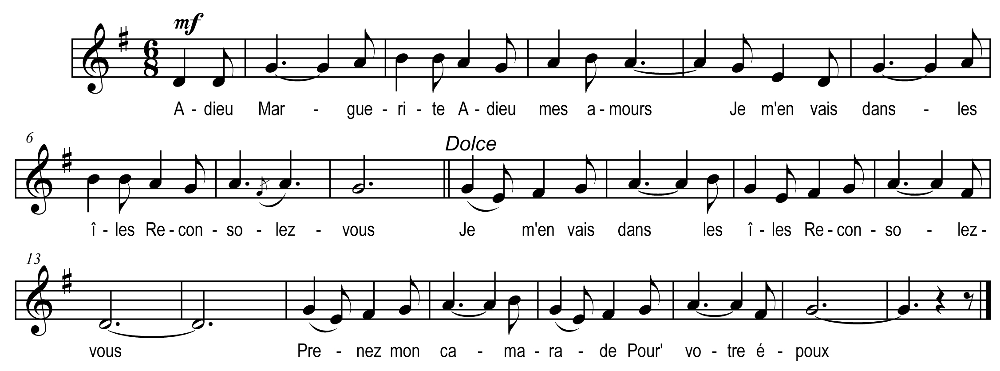 mf
6
8
A - dieu Mar - gue - ri - te A - dieu mes a - mours Je m'en vais dans - les
6
Dolce
î - les Re - con - so - lez - vous Je m'en vais dans les î - les Re - con - so - lez -
13
vous Pre - nez mon ca - ma - ra - de Pour' vo - tre é - poux